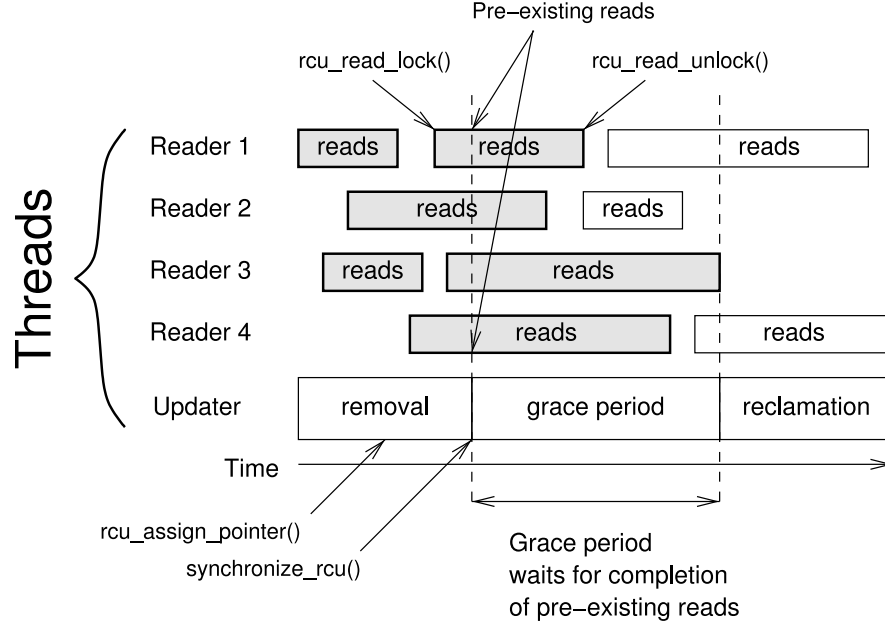 Pre-existing reads
rcu_read_lock()
rcu_read_unlock()
Threads
Reader 1
reads
reads
reads
Reader 2
reads
reads
Reader 3
reads
reads
Reader 4
reads
reads
Updater
removal
grace period
reclamation
Time
rcu_assign_pointer()
synchronize_rcu()
Grace period
waits for completion
of pre-existing reads